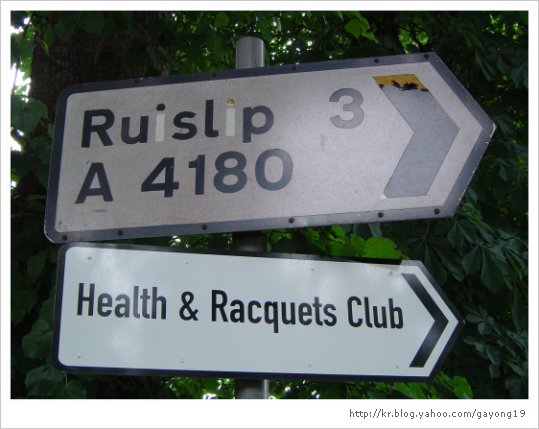 Ruislip 3
A 4180
Health & Racquets Club
http://kr.blog.yahoo.com/gayong19